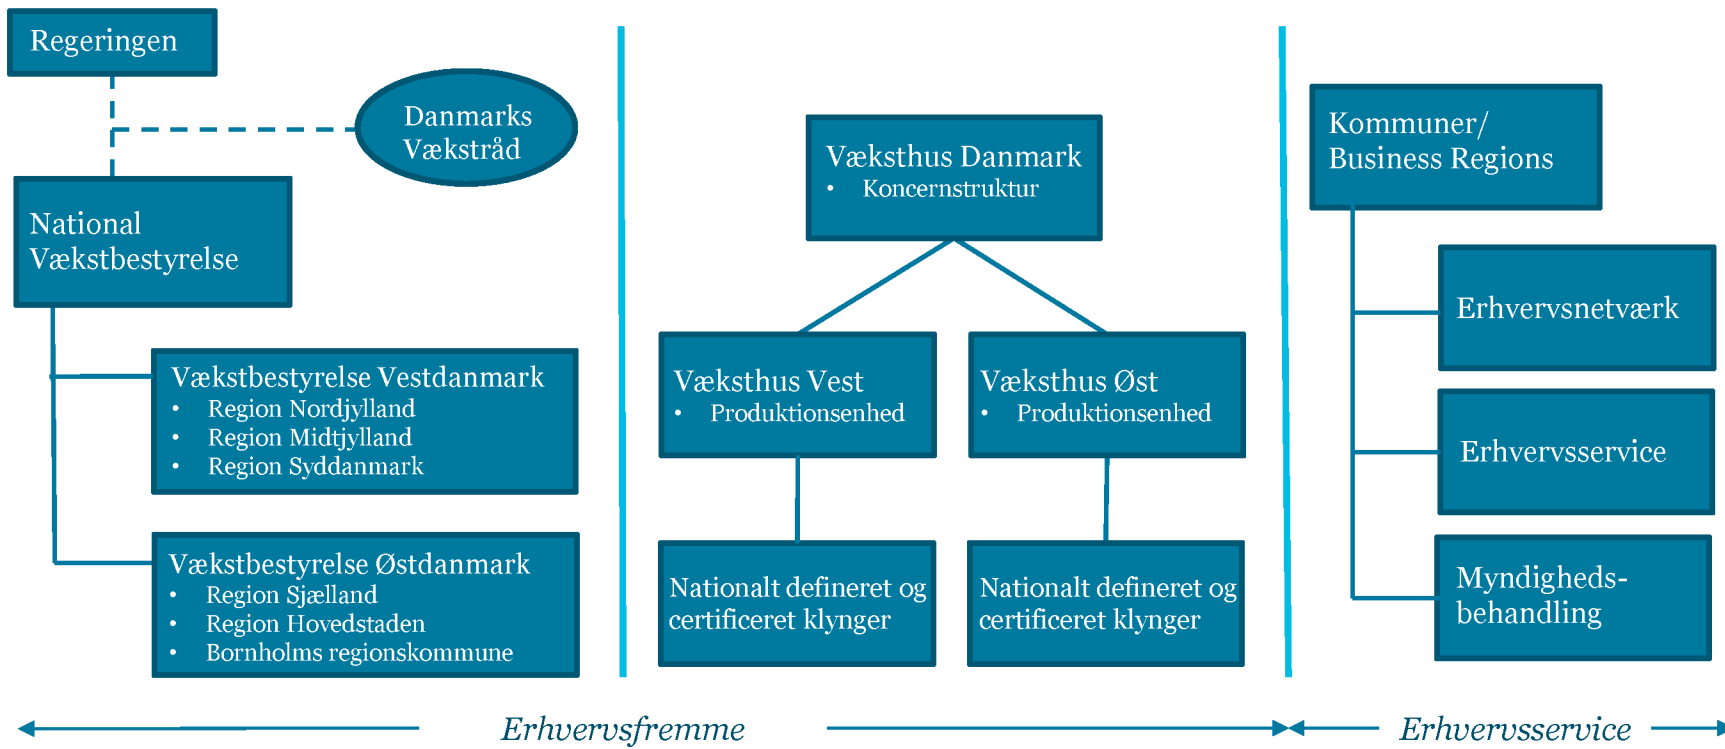 Regeringen
Danmarks
Vækstråd
National
Vækstbestyrelse
Vækstbestyrelse Vestdanmark
• Region Nordjylland
• Region Midtjylland
• Region Syddanmark
Vækstbestyrelse Østdanmark
• Region Sjælland
• Region Hovedstaden
• Bornholms regionskommune
Væksthus Danmark
• Koncernstruktur
Væksthus Vest
• Produktionsenhed
Væksthus Øst
• Produktionsenhed
Nationalt defineret og
certificeret klynger
Nationalt defineret og
certificeret klynger
Kommuner/
Business Regions
Erhvervsnetværk
Erhvervsservice
Myndigheds-
behandling
Erhvervsfremme
Erhvervsservice